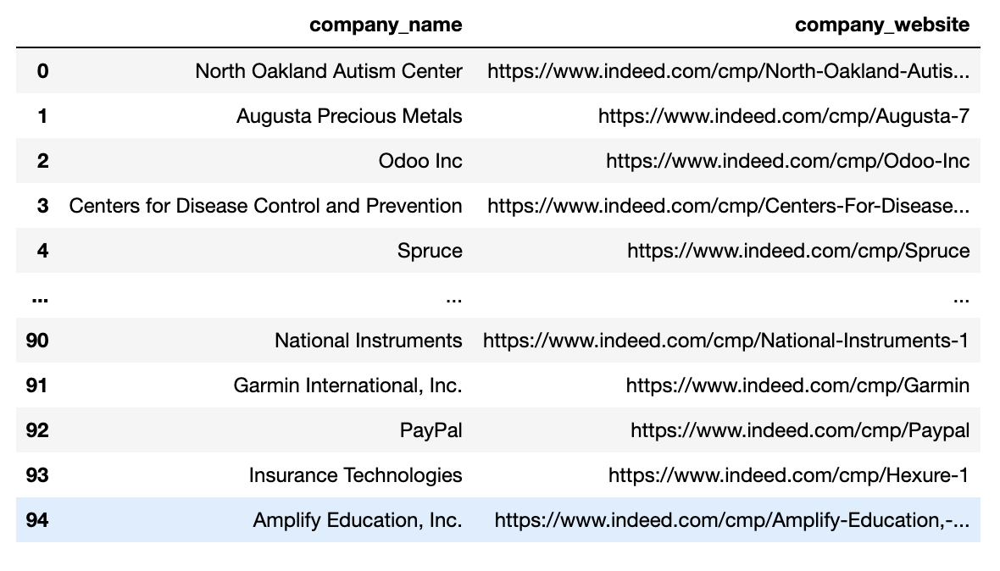 company_name company_website
0 North Oakland Autism Center https://www.indeed.com/cmp/North-Oakland-Autis...
1 Augusta Precious Metals https://www.indeed.com/cmp/Augusta-7
2 Odoo Inc https://www.indeed.com/cmp/Odoo-Inc
3 Centers for Disease Control and Prevention https://www.indeed.com/cmp/Centers-For-Disease...
4 Spruce https://www.indeed.com/cmp/Spruce
... ... ...
90 National Instruments https://www.indeed.com/cmp/National-Instruments-1
91 Garmin International, Inc. https://www.indeed.com/cmp/Garmin
92 PayPal https://www.indeed.com/cmp/Paypal
93 Insurance Technologies https://www.indeed.com/cmp/Hexure-1
94 Amplify Education, Inc. https://www.indeed.com/cmp/Amplify-Education,-...